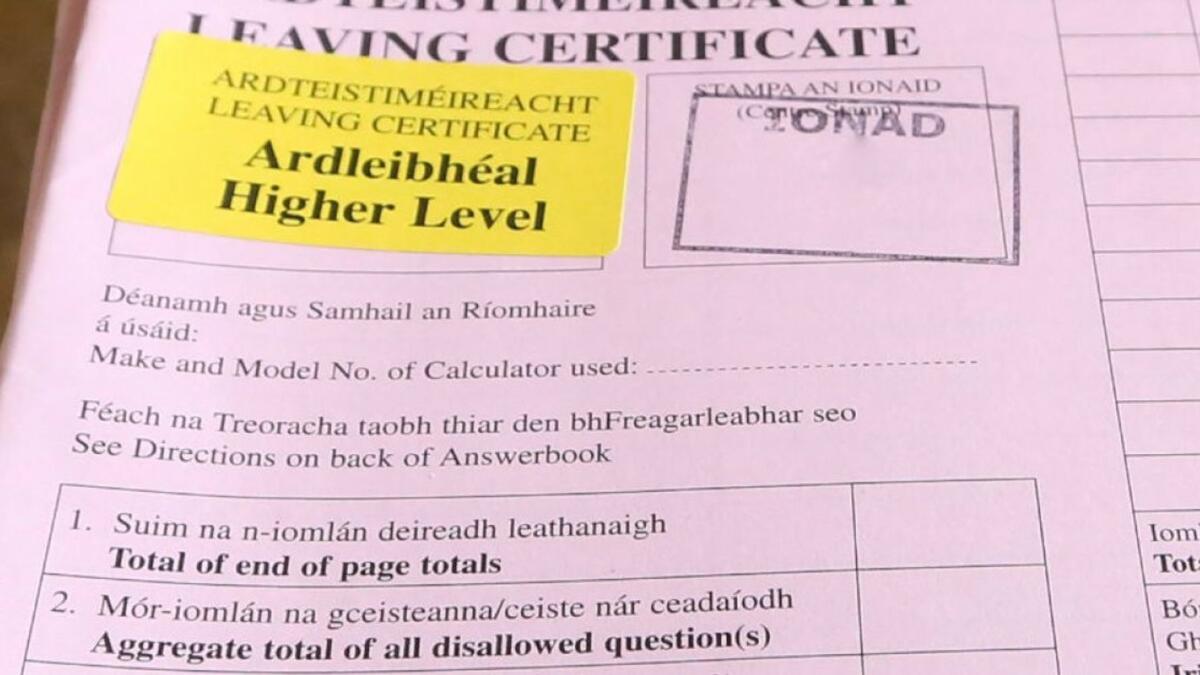 LEAVING CERTIFICATE
ARDTEISTIMÉIREACHT
LEAVING CERTIFICATE
Ardleibhéal
Higher Level
STAMPA AN IONAID
(Centre Stamp)
IONAD
Déanamh agus Samhail an Ríomhaire
á úsáid:
Make and Model No. of Calculator used:
Féach na Treoracha taobh thiar den bhFreagarleabhar seo
See Directions on back of Answerbook
1. Suim na n-iomlán deireadh leathanaigh
Total of end of page totals
2. Mór-iomlán na gceisteanna/ceiste nár ceadaíodh
Aggregate total of all disallowed question(s)